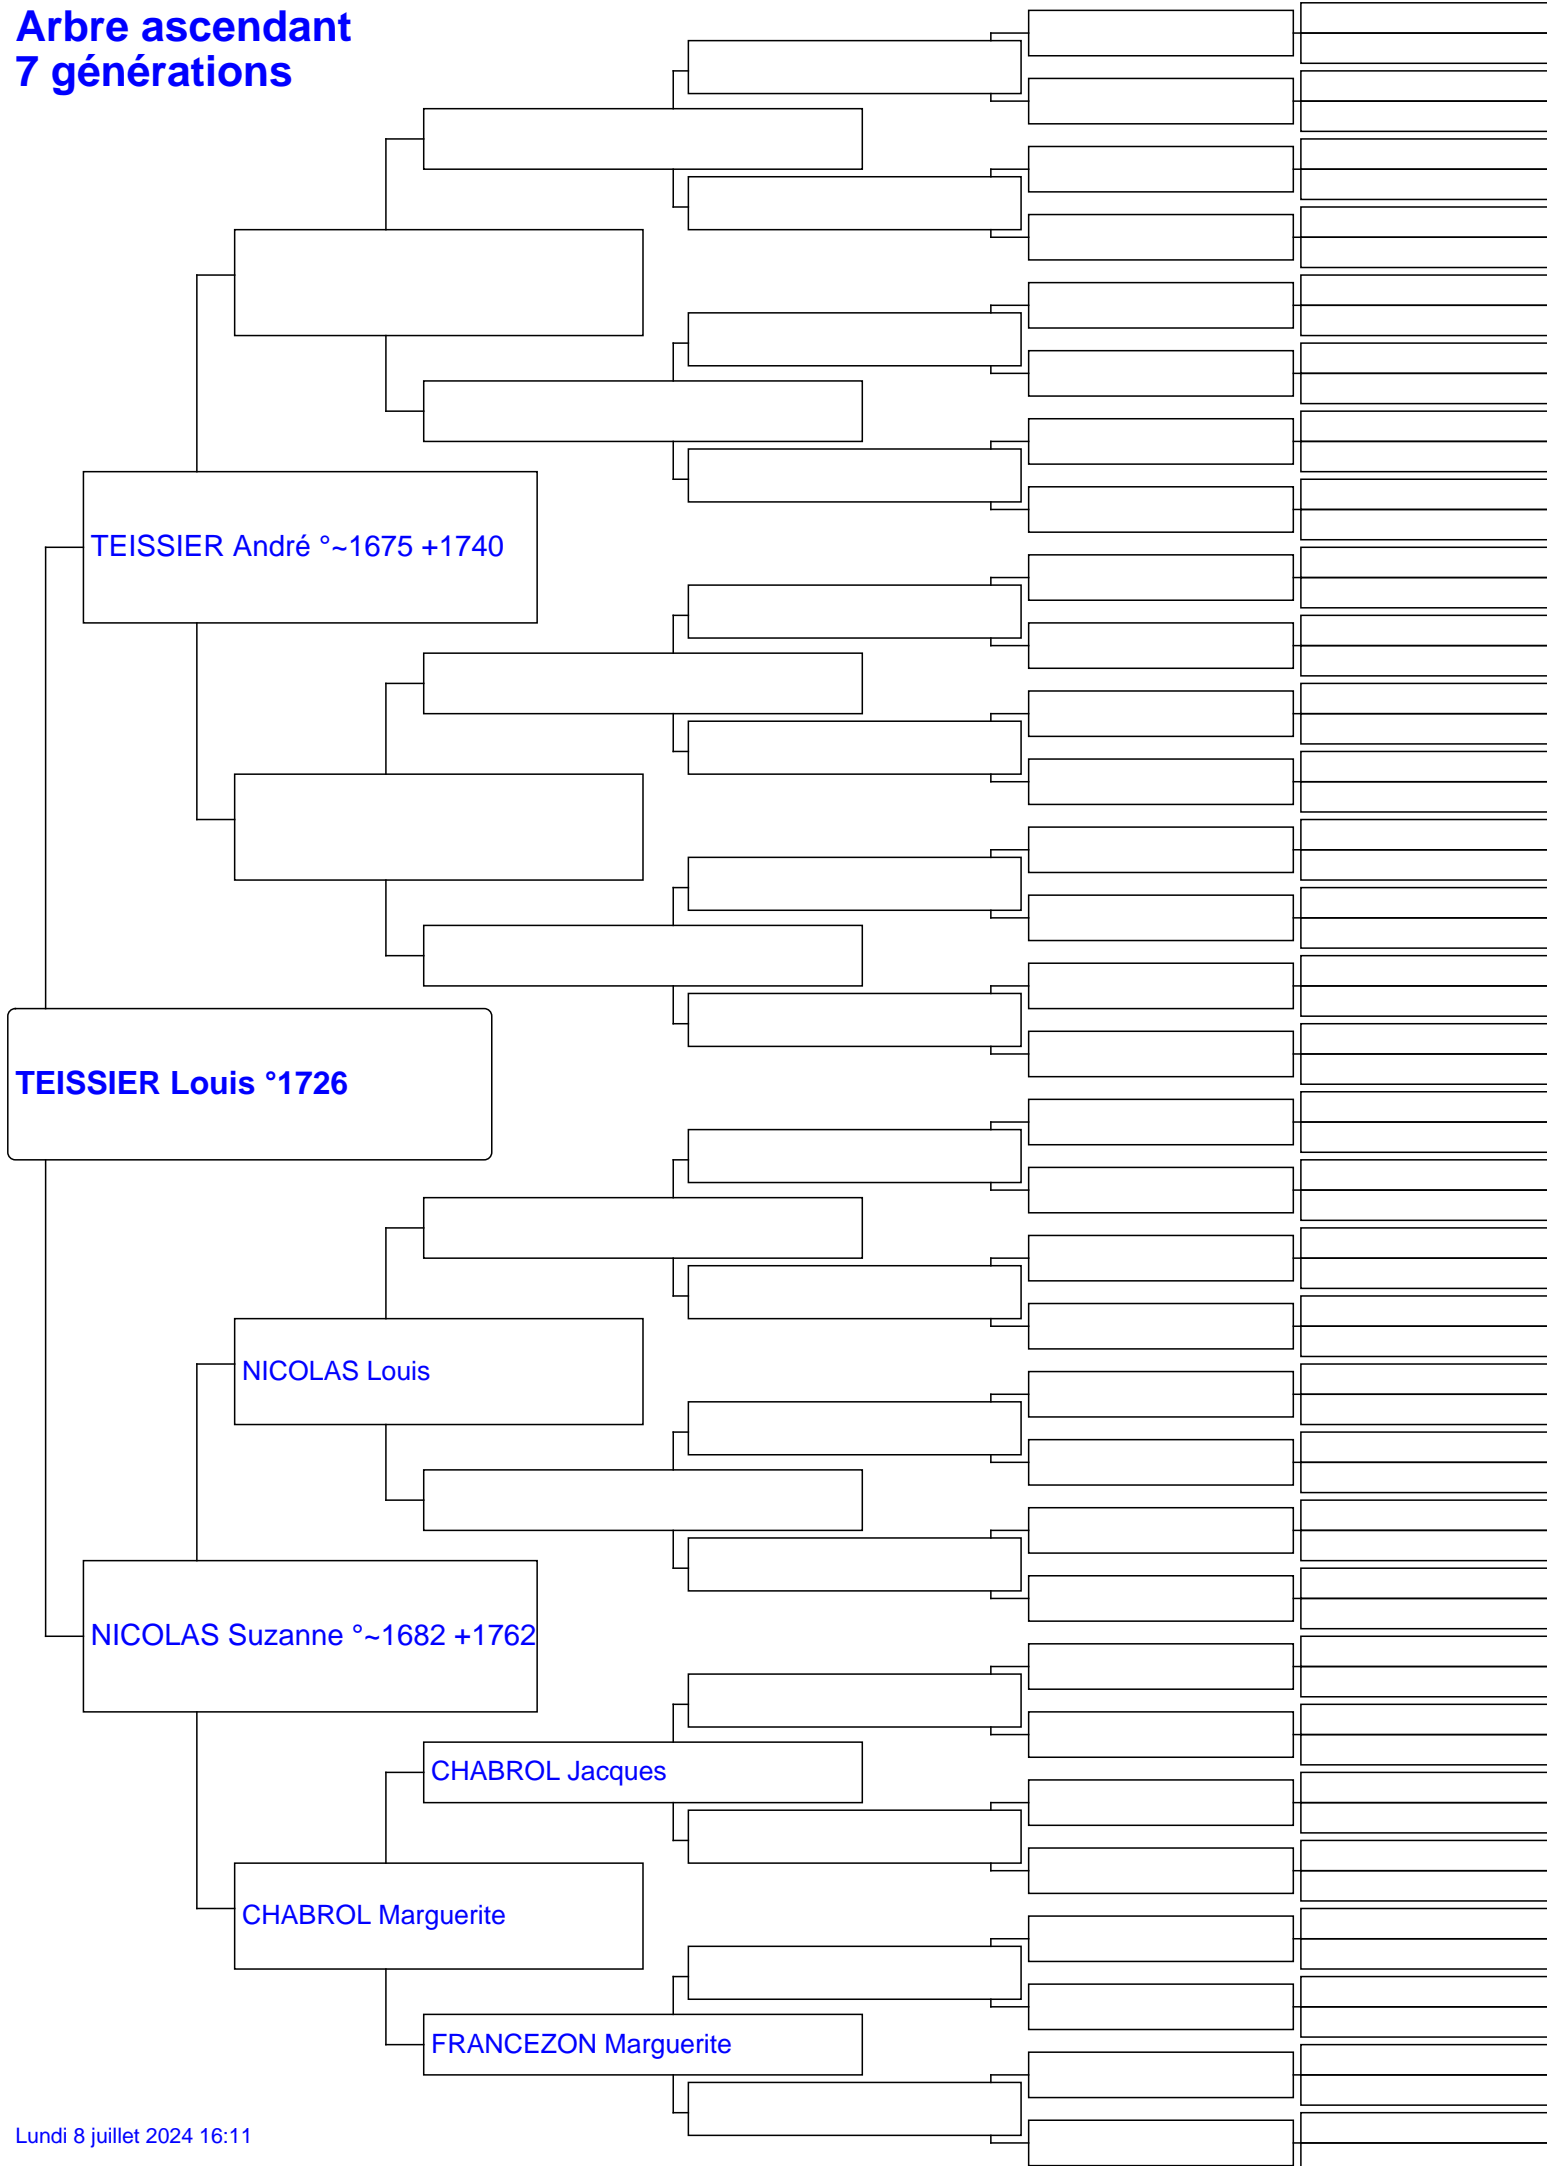 Arbre ascendant
7 générations
TEISSIER André °~1675 +1740
TEISSIER Louis °1726
NICOLAS Louis
NICOLAS Suzanne °~1682 +1762
CHABROL Jacques
CHABROL Marguerite
FRANCEZON Marguerite
Lundi 8 juillet 2024 16:11